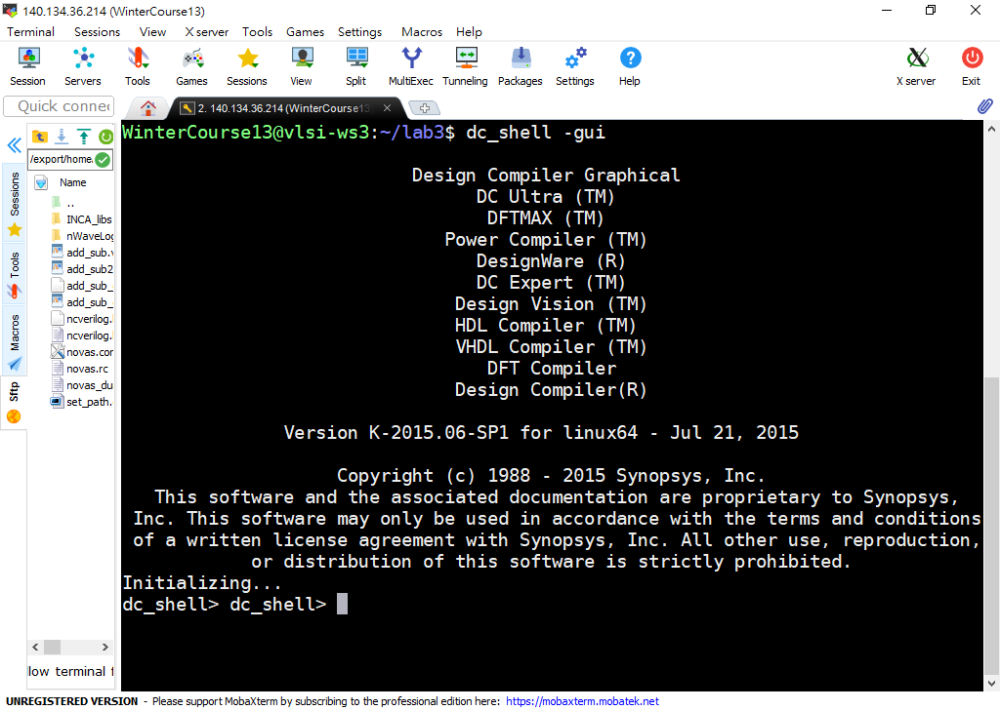 140.134.36.214 (WinterCourse13)
Terminal Sessions View X server Tools Games Settings Macros Help
Session Servers Tools Games Sessions View Split MultiExec Tunneling Packages Settings Help X server Exit
Quick connec
2. 140.134.36.214 (WinterCourse13
/export/home/
Name
..
INCA_libs
nWaveLog
add_sub.v
add_sub2
add_sub_
add_sub_
ncverilog.
ncverilog.
novas.con
novas.rc
novas_du
set_path.
Sessions
Tools
Macros
Sftp
low terminal f
WinterCourse13@vlsi-ws3:~/lab3$ dc_shell -gui
Design Compiler Graphical
DC Ultra (TM)
DFTMAX (TM)
Power Compiler (TM)
DesignWare (R)
DC Expert (TM)
Design Vision (TM)
HDL Compiler (TM)
VHDL Compiler (TM)
DFT Compiler
Design Compiler(R)
Version K-2015.06-SP1 for linux64 - Jul 21, 2015
Copyright (c) 1988 - 2015 Synopsys, Inc.
This software and the associated documentation are proprietary to Synopsys,
Inc. This software may only be used in accordance with the terms and conditions
of a written license agreement with Synopsys, Inc. All other use, reproduction,
or distribution of this software is strictly prohibited.
Initializing...
dc_shell> dc_shell>
UNREGISTERED VERSION - Please support MobaXterm by subscribing to the professional edition here: https://mobaxterm.mobatek.net